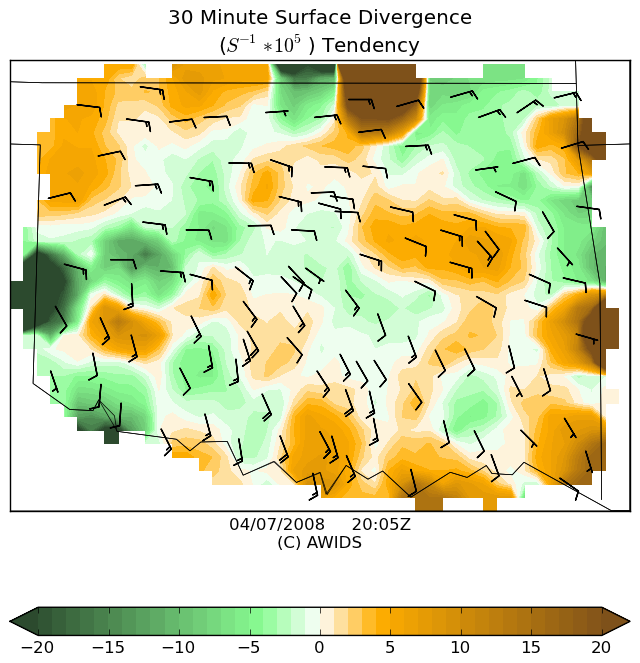 30 Minute Surface Divergence
(S⁻¹ * 10⁵ ) Tendency
04/07/2008 20:05Z
(C) AWIDS
−20 −15 −10 −5 0 5 10 15 20